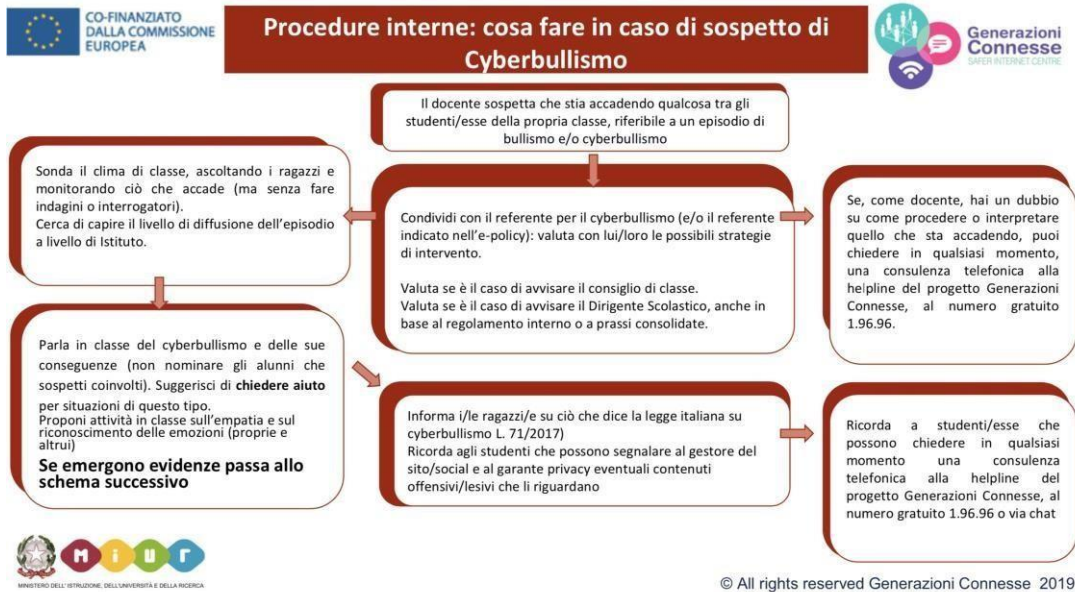 CO-FINANZIATO
DALLA COMMISSIONE
EUROPEA
Procedure interne: cosa fare in caso di sospetto di
Cyberbullismo
Generazioni
Connesse
SAFER INTERNET CENTRE
Il docente sospetta che stia accadendo qualcosa tra gli
studenti/esse della propria classe, riferibile a un episodio di
bullismo e/o cyberbullismo
Sonda il clima di classe, ascoltando i ragazzi e
monitorando ciò che accade (ma senza fare
indagini o interrogatori).
Cerca di capire il livello di diffusione dell'episodio
a livello di Istituto.
Condividi con il referente per il cyberbullismo (e/o il referente
indicato nell'e-policy): valuta con lui/loro le possibili strategie
di intervento.
Valuta se è il caso di avvisare il consiglio di classe.
Valuta se è il caso di avvisare il Dirigente Scolastico, anche in
base al regolamento interno o a prassi consolidate.
Se, come docente, hai un dubbio
su come procedere o interpretare
quello che sta accadendo, puoi
chiedere in qualsiasi momento,
una consulenza telefonica alla
helpline del progetto Generazioni
Connesse, al numero gratuito
1.96.96.
Parla in classe del cyberbullismo e delle sue
conseguenze (non nominare gli alunni che
sospetti coinvolti). Suggerisci di chiedere aiuto
per situazioni di questo tipo.
Proponi attività in classe sull'empatia e sul
riconoscimento delle emozioni (proprie e
altrui)
Se emergono evidenze passa allo
schema successivo
Informa i/le ragazzi/e su ciò che dice la legge italiana su
cyberbullismo L. 71/2017)
Ricorda agli studenti che possono segnalare al gestore del
sito/social e al garante privacy eventuali contenuti
offensivi/lesivi che li riguardano
Ricorda a studenti/esse che
possono chiedere in qualsiasi
momento una consulenza
telefonica alla helpline del
progetto Generazioni Connesse, al
numero gratuito 1.96.96 o via chat
MIUr
MINISTERO DELL'ISTRUZIONE, DELL'UNIVERSITÀ E DELLA RICERCA
© All rights reserved Generazioni Connesse 2019